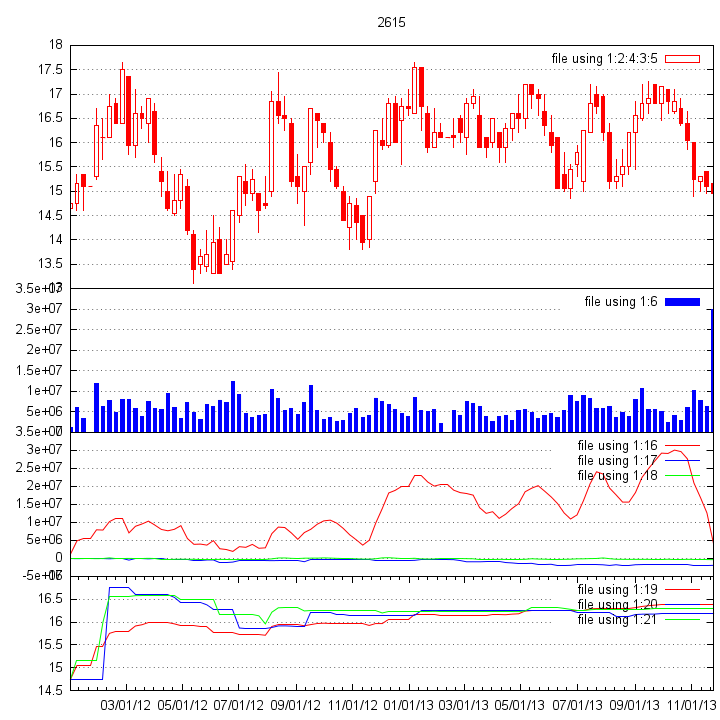 2615
18
file using 1:2:4:3:5
17.5
17
16.5
16
15.5
15
14.5
14
13.5
13
3.5e+07
file using 1:6
3e+07
2.5e+07
2e+07
1.5e+07
1e+07
5e+06
0
3.5e+07
file using 1:16
3e+07
file using 1:17
2.5e+07
file using 1:18
2e+07
1.5e+07
1e+07
5e+06
0
-5e+06
file using 1:19
16.5
file using 1:20
16
file using 1:21
15.5
15
14.5
03/01/12 05/01/12 07/01/12 09/01/12 11/01/12 01/01/13 03/01/13 05/01/13 07/01/13 09/01/13 11/01/13